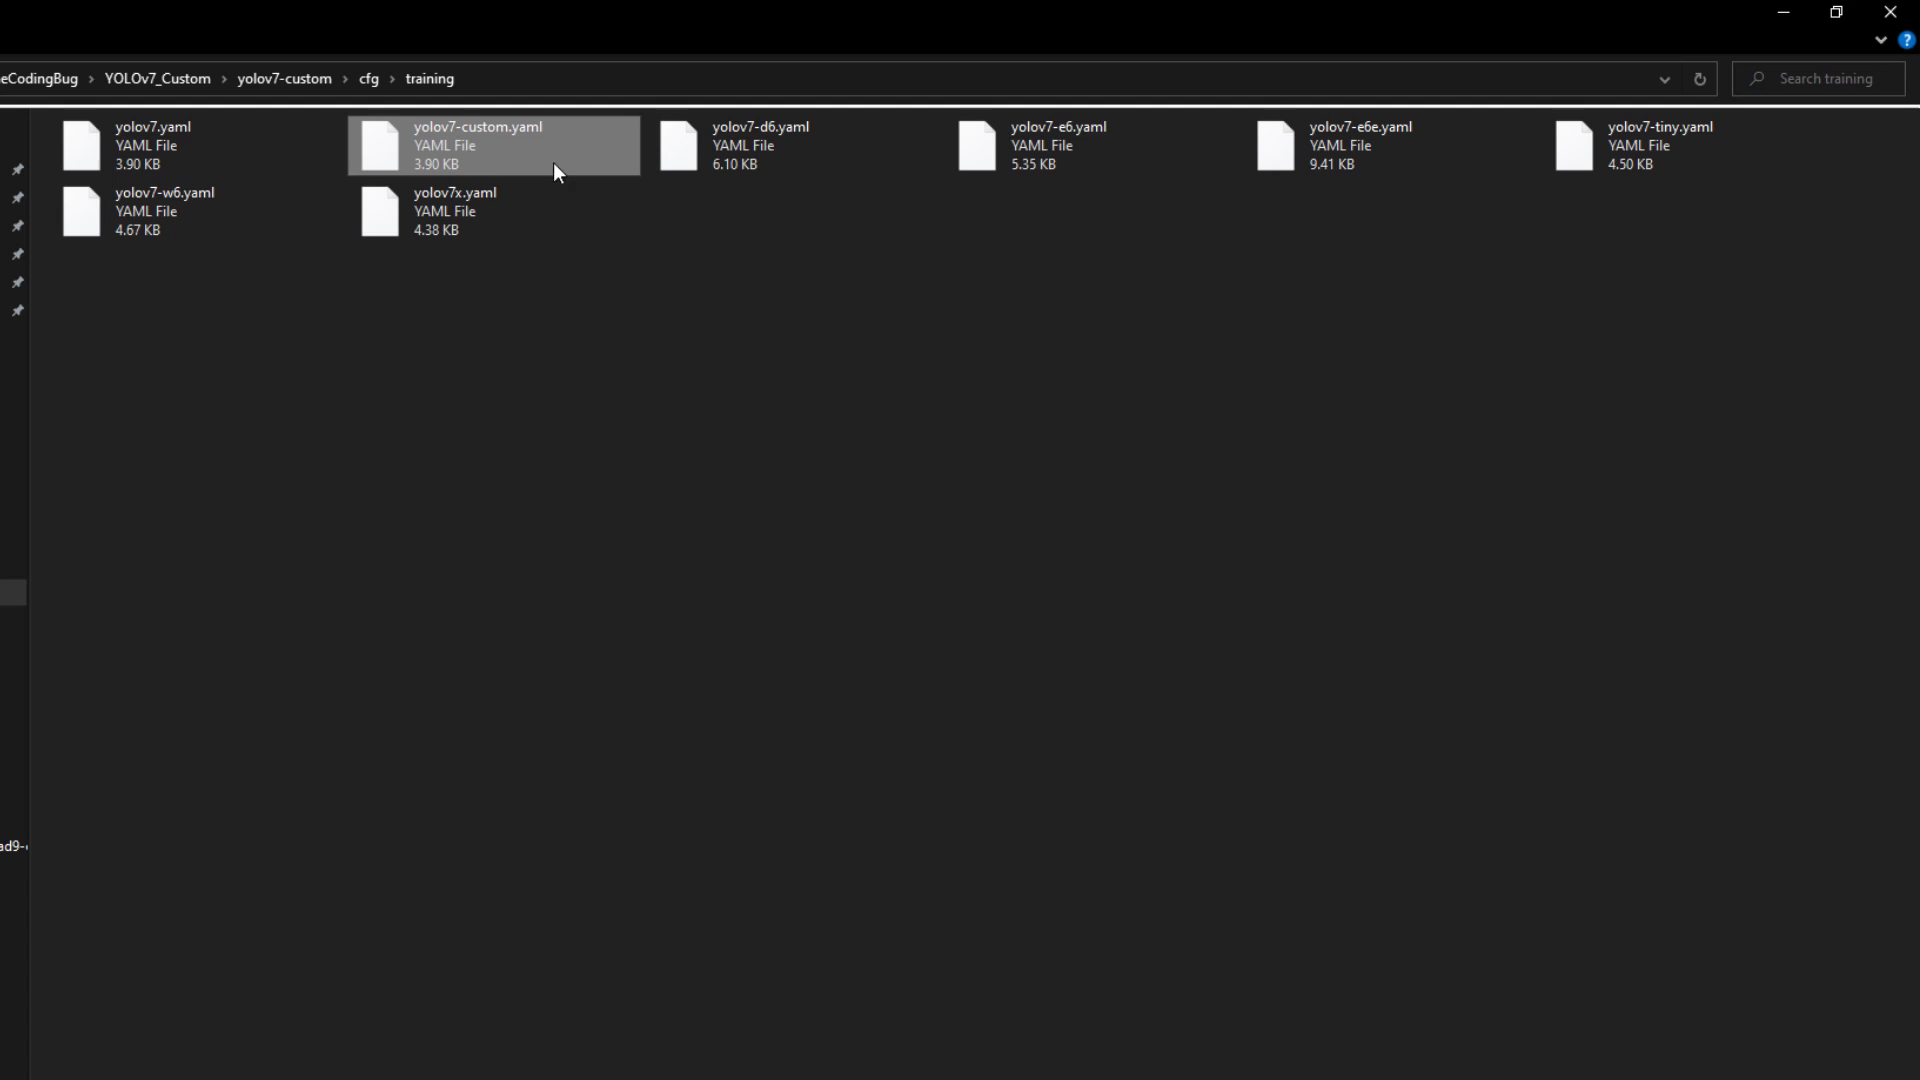 eCodingBug > YOLOv7_Custom > yolov7-custom > cfg > training
Search training
yolov7.yaml
YAML File
3.90 KB
yolov7-custom.yaml
YAML File
3.90 KB
yolov7-d6.yaml
YAML File
6.10 KB
yolov7-e6.yaml
YAML File
5.35 KB
yolov7-e6e.yaml
YAML File
9.41 KB
yolov7-tiny.yaml
YAML File
4.50 KB
yolov7-w6.yaml
YAML File
4.67 KB
yolov7x.yaml
YAML File
4.38 KB
ad9-